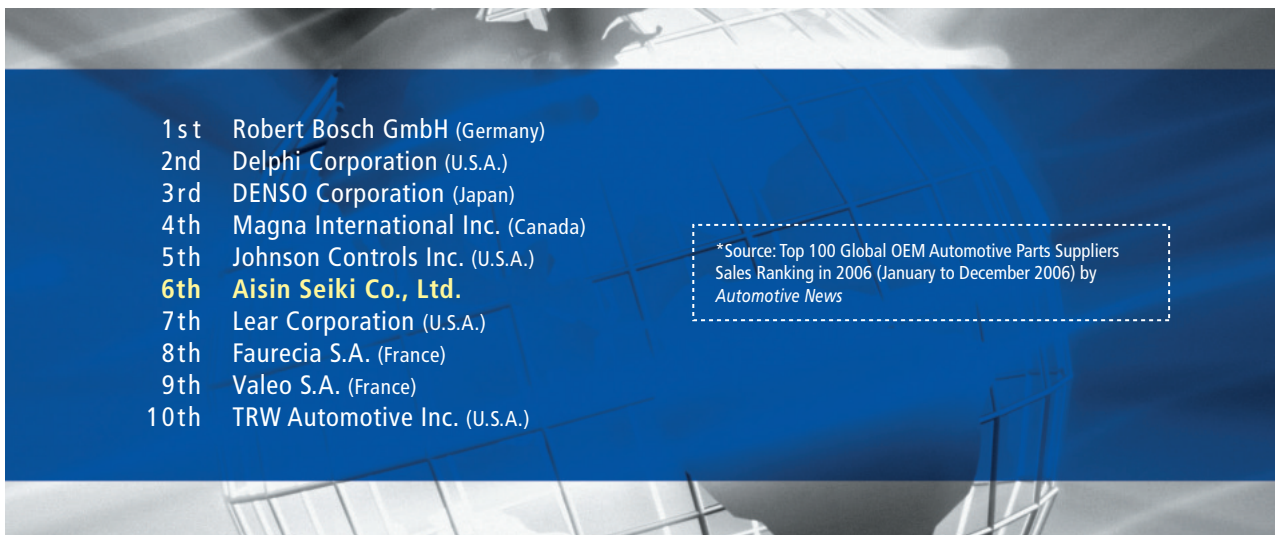 1st Robert Bosch GmbH (Germany)
2nd Delphi Corporation (U.S.A.)
3rd DENSO Corporation (Japan)
4th Magna International Inc. (Canada)
5th Johnson Controls Inc. (U.S.A.)
6th Aisin Seiki Co., Ltd.
7th Lear Corporation (U.S.A.)
8th Faurecia S.A. (France)
9th Valeo S.A. (France)
10th TRW Automotive Inc. (U.S.A.)
*Source: Top 100 Global OEM Automotive Parts Suppliers
Sales Ranking in 2006 (January to December 2006) by
Automotive News